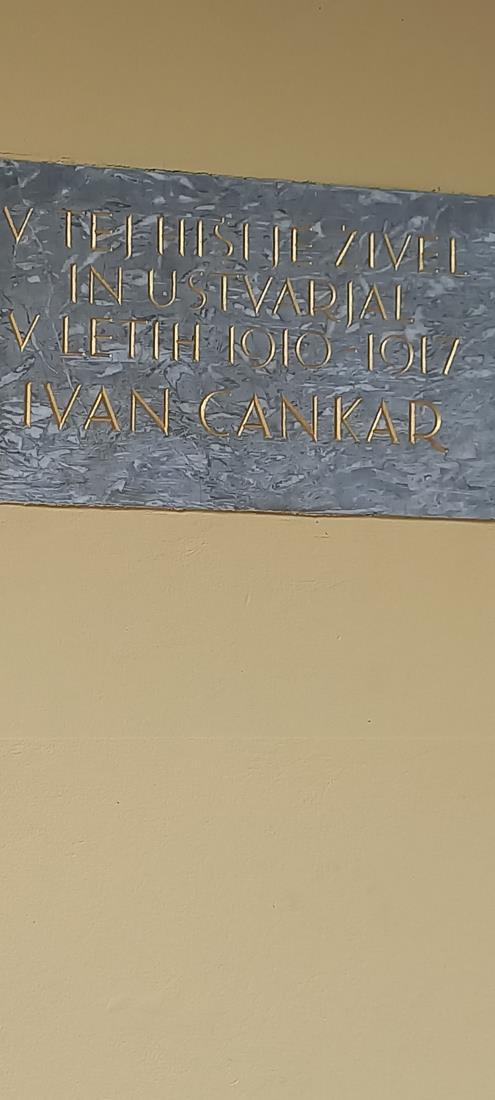 V TEJ HIŠI JE ŽIVEL
IN USTVARJAL
V LETIH 1910-1917
IVAN CANKAR